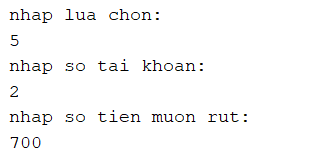 nhap lua chon:
5
nhap so tai khoan:
2
nhap so tien muon rut:
700